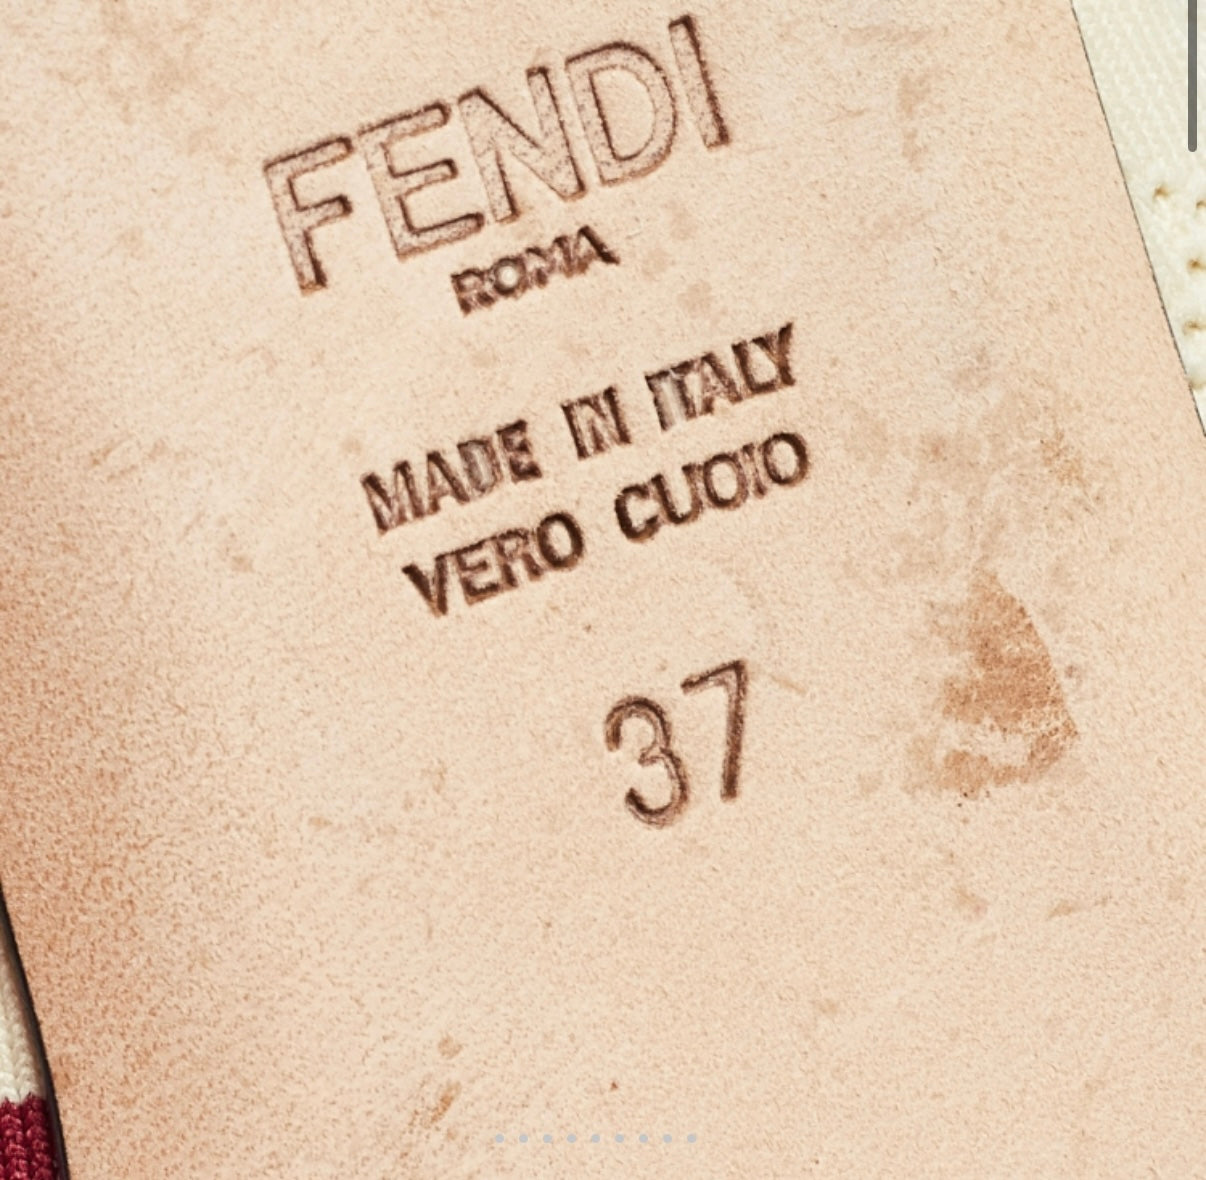 FENDI
ROMA
MADE IN ITALY
VERO CUOIO
37